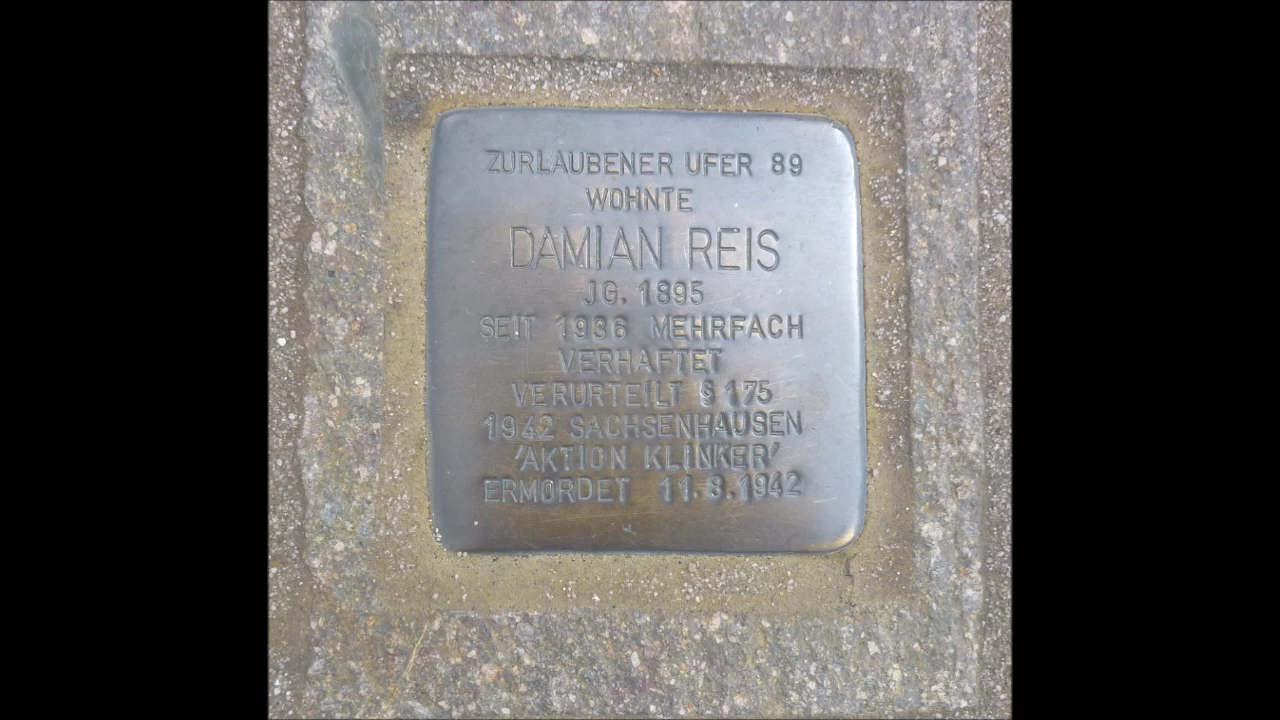 ZURLAUBENER UFER 89
WOHNTE
DAMIAN REIS
JG. 1895
SEIT 1936 MEHRFACH
VERHAFTET
VERURTEILT § 175
1942 SACHSENHAUSEN
'AKTION KLINKER'
ERMORDET 11.8.1942